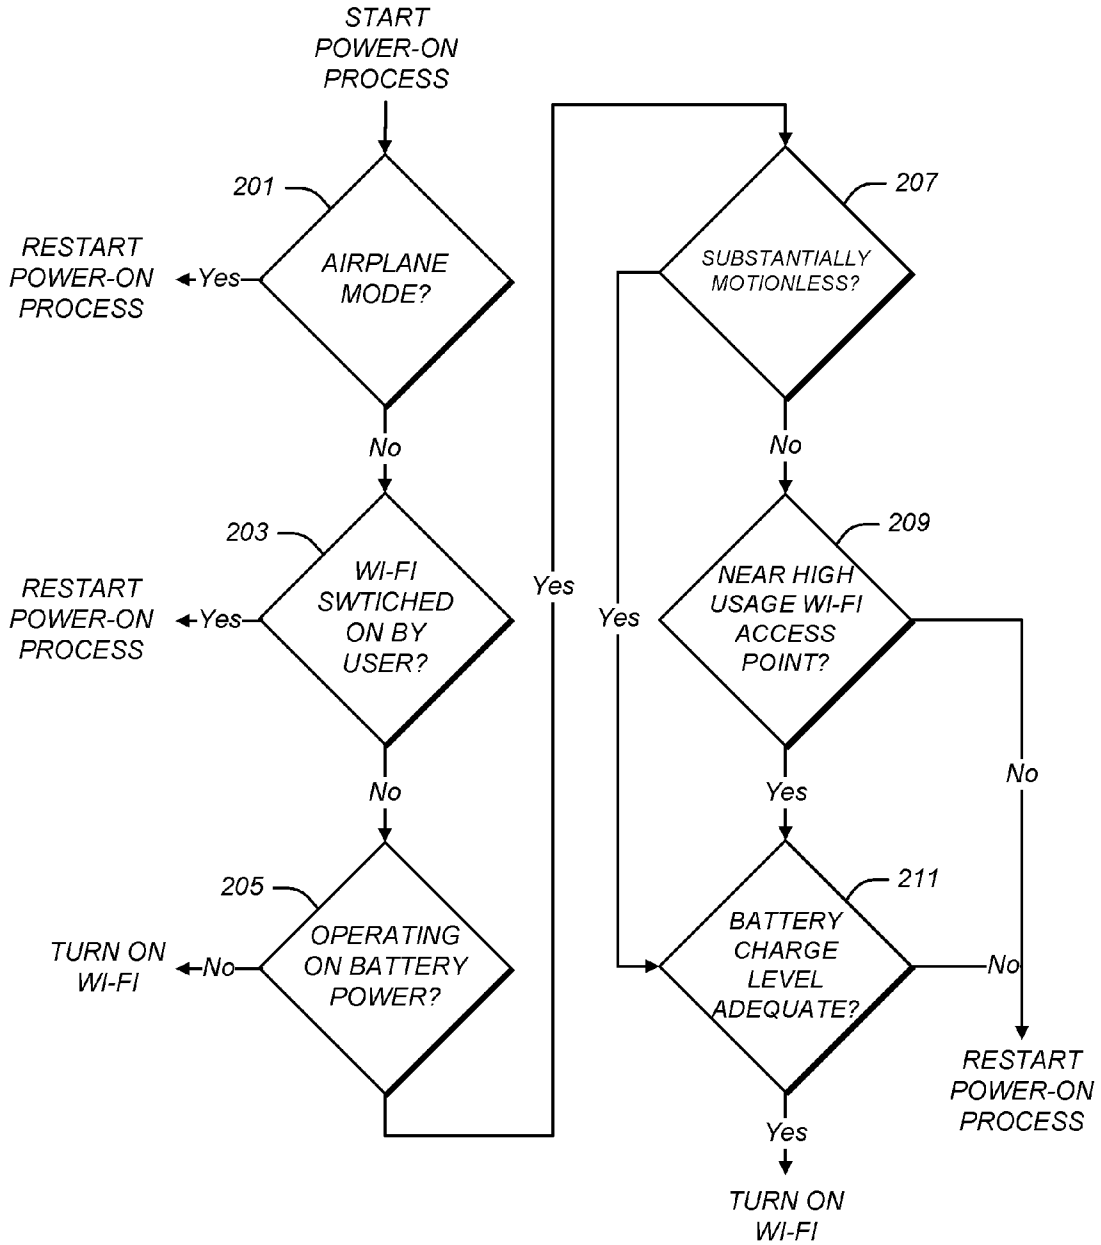 START
POWER-ON
PROCESS
201
AIRPLANE
MODE?
Yes
RESTART
POWER-ON
PROCESS
No
203
WI-FI
SWTICHED
ON BY
USER?
Yes
RESTART
POWER-ON
PROCESS
No
205
OPERATING
ON BATTERY
POWER?
No
TURN ON
WI-FI
Yes
207
SUBSTANTIALLY
MOTIONLESS?
Yes
No
209
NEAR HIGH
USAGE WI-FI
ACCESS
POINT?
No
Yes
211
BATTERY
CHARGE
LEVEL
ADEQUATE?
No
RESTART
POWER-ON
PROCESS
Yes
TURN ON
WI-FI